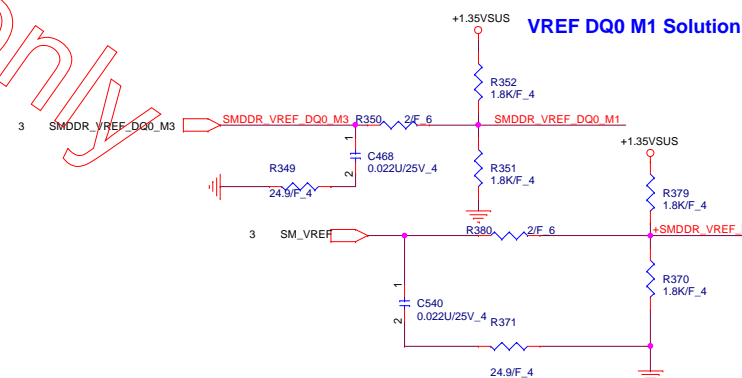 only
+1.35VSUS
VREF DQ0 M1 Solution
R352
1.8K/F_4
3 SMDDR_VREF_DQ0_M3 SMDDR_VREF_DQ0_M3 R350 2/F_6 SMDDR_VREF_DQ0_M1
1
C468
0.022U/25V_4
2
R351
1.8K/F_4
+1.35VSUS
R349
24.9/F_4
R379
1.8K/F_4
3 SM_VREF R380 2/F_6 +SMDDR_VREF_
R370
1.8K/F_4
1
C540
0.022U/25V_4
2
R371
24.9/F_4